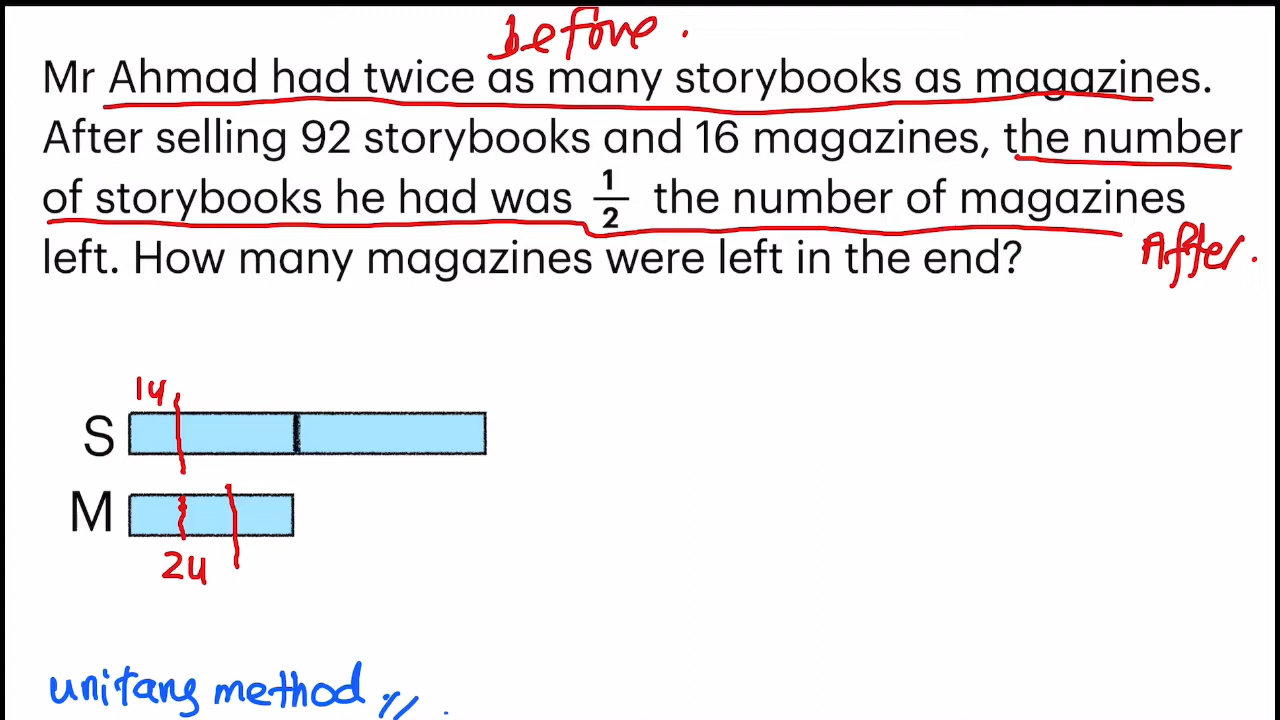 before.
Mr Ahmad had twice as many storybooks as magazines.
After selling 92 storybooks and 16 magazines, the number
of storybooks he had was 1/2 the number of magazines
After.
left. How many magazines were left in the end?
1u
S
M
2u
unitang method